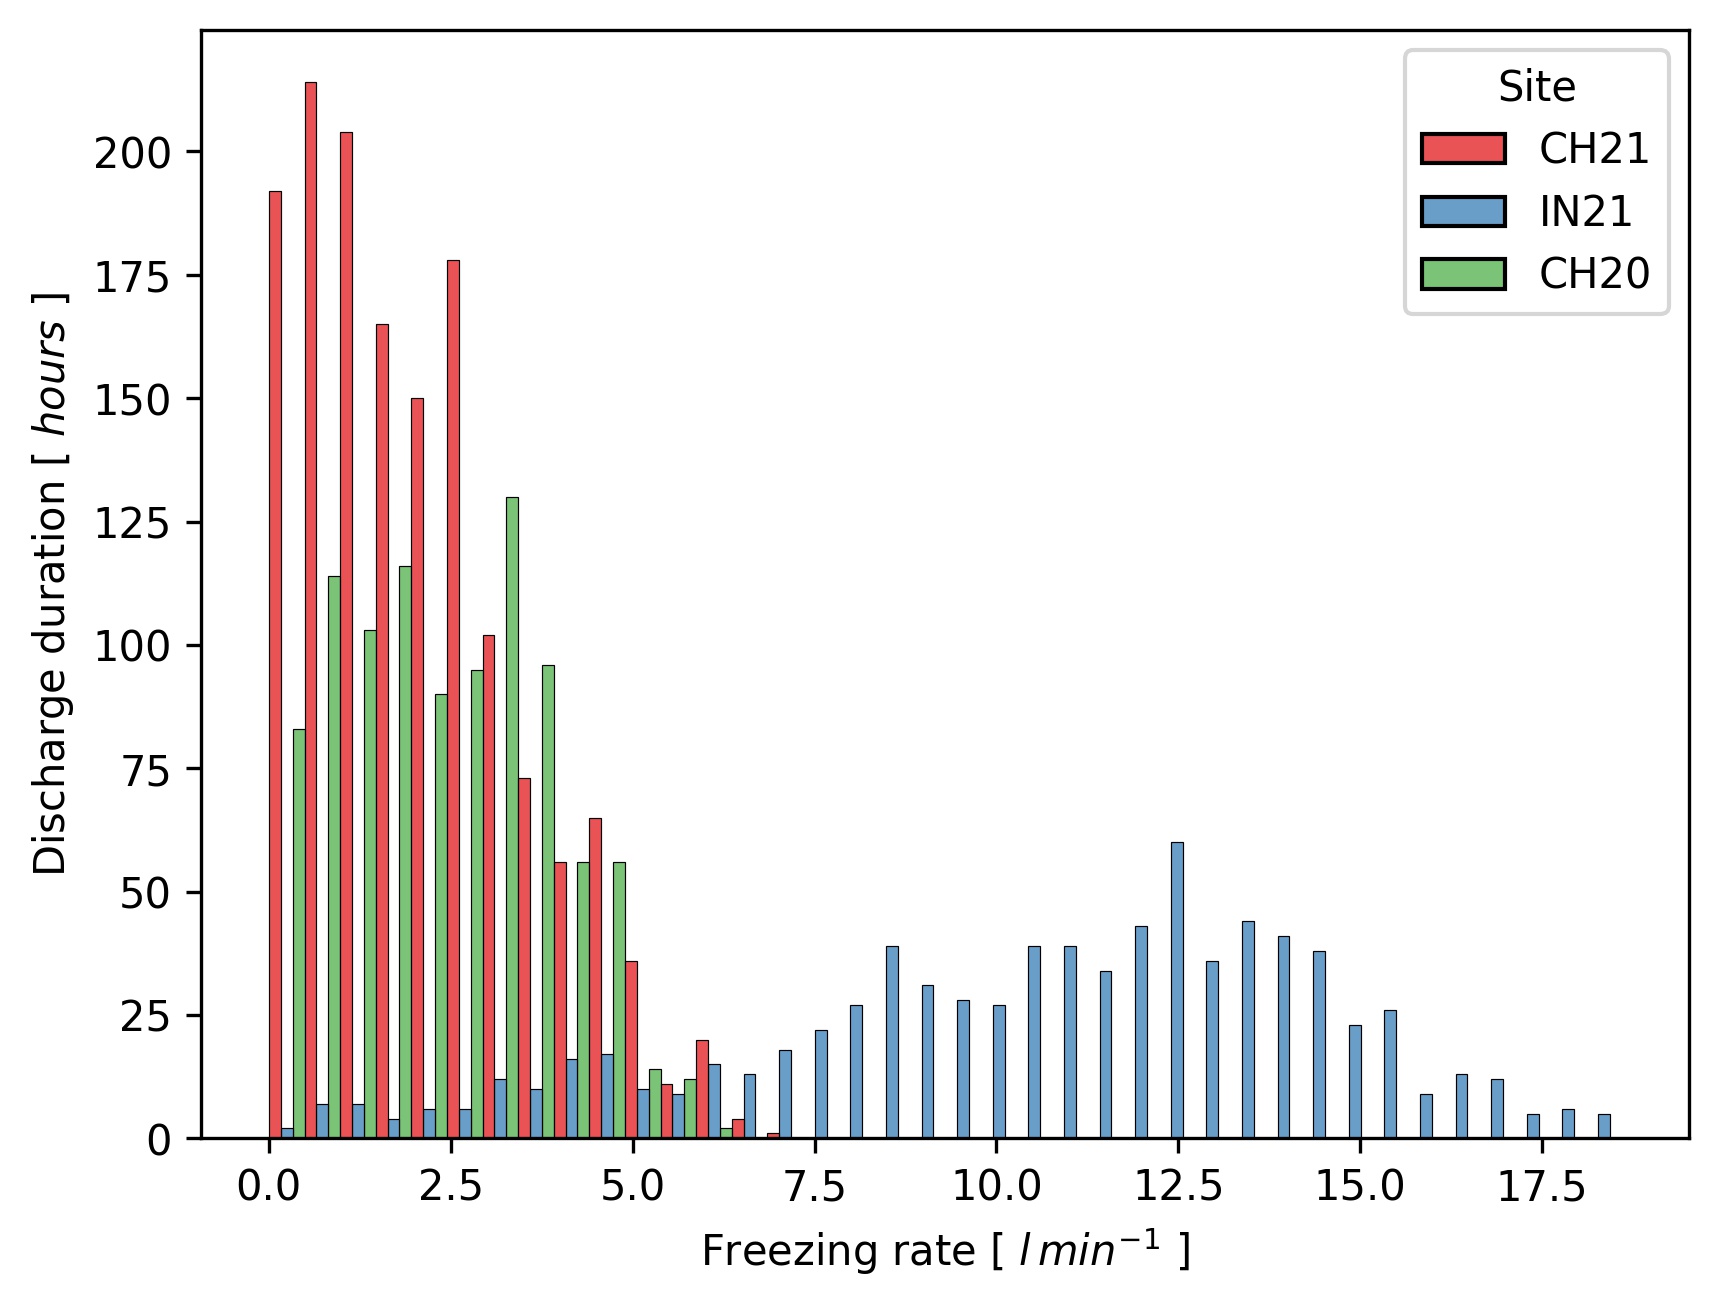 Site
CH21
IN21
CH20
200
175
150
125
100
75
50
25
0
Discharge duration [ hours ]
0.0 2.5 5.0 7.5 10.0 12.5 15.0 17.5
Freezing rate [ l min⁻¹ ]